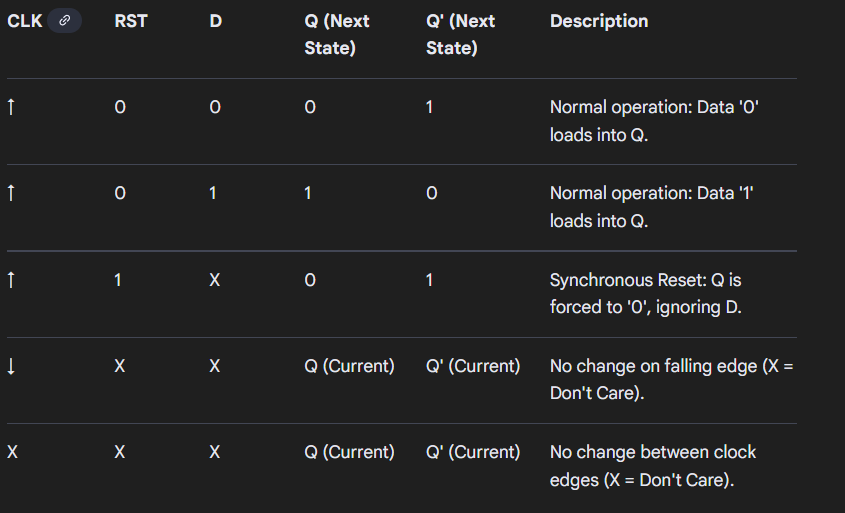 CLK RST D Q (Next State) Q' (Next State) Description
↑ 0 0 0 1 Normal operation: Data '0' loads into Q.
↑ 0 1 1 0 Normal operation: Data '1' loads into Q.
↑ 1 X 0 1 Synchronous Reset: Q is forced to '0', ignoring D.
↓ X X Q (Current) Q' (Current) No change on falling edge (X = Don't Care).
X X X Q (Current) Q' (Current) No change between clock edges (X = Don't Care).